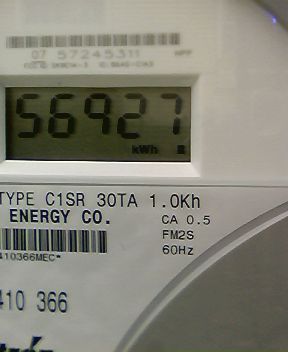 07 57245311
56927
kWh
TYPE C1SR 30TA 1.0Kh
ENERGY CO.
CA 0.5
FM2S
60Hz
410366MEC*
410 366